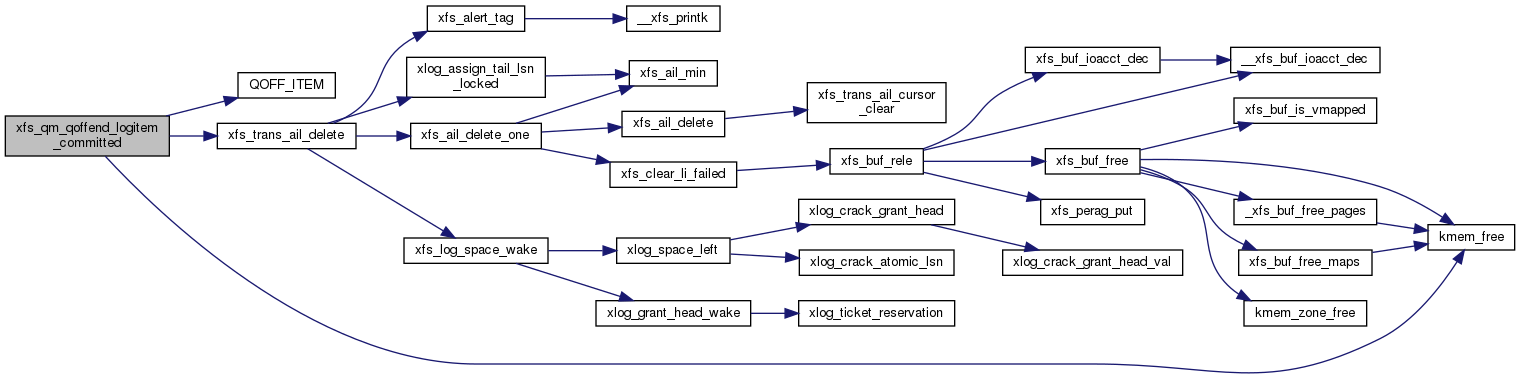 xfs_qm_qoffend_logitem
_committed
QOFF_ITEM
xfs_trans_ail_delete
xfs_alert_tag
xlog_assign_tail_lsn
_locked
xfs_ail_delete_one
xfs_log_space_wake
__xfs_printk
xfs_ail_min
xfs_ail_delete
xfs_clear_li_failed
xlog_space_left
xlog_grant_head_wake
xfs_trans_ail_cursor
_clear
xfs_buf_rele
xlog_crack_grant_head
xlog_crack_atomic_lsn
xlog_ticket_reservation
xfs_buf_ioacct_dec
xfs_buf_free
xfs_perag_put
xlog_crack_grant_head_val
__xfs_buf_ioacct_dec
xfs_buf_is_vmapped
_xfs_buf_free_pages
xfs_buf_free_maps
kmem_zone_free
kmem_free